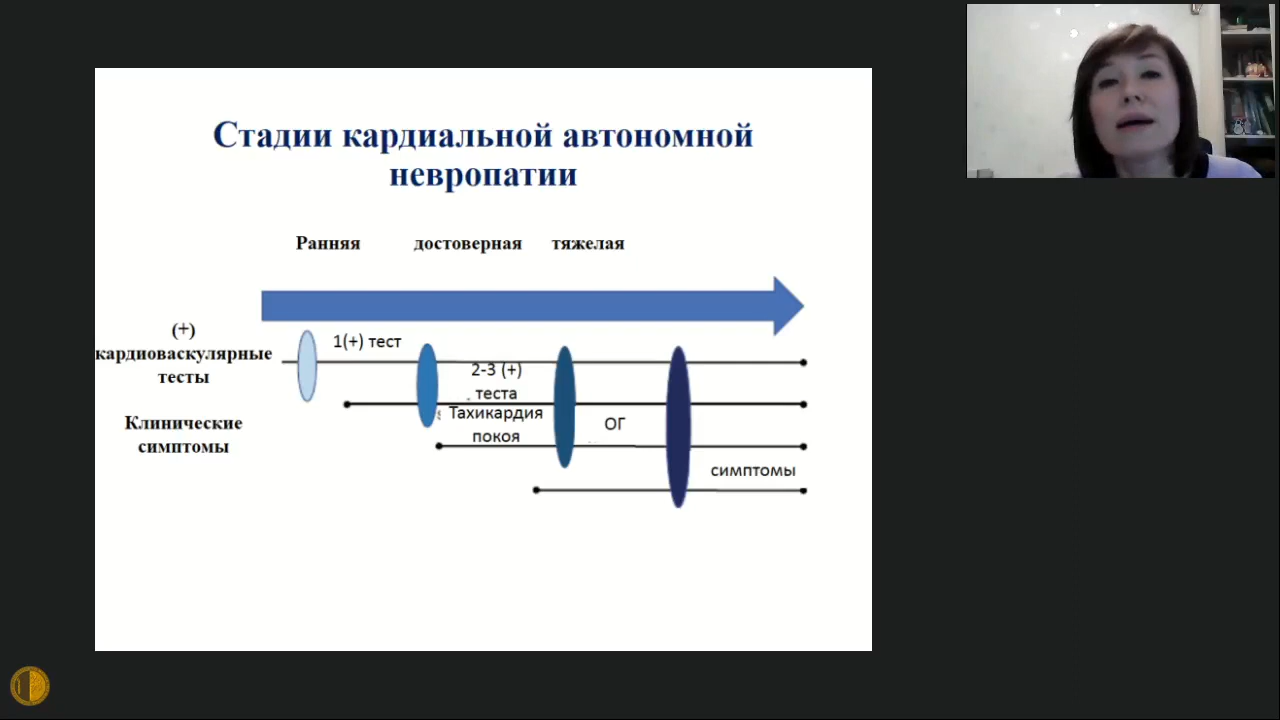 Стадии кардиальной автономной
невропатии
Ранняя достоверная тяжелая
(+)
кардиоваскулярные
тесты
1(+) тест
2-3 (+)
теста
Клинические
симптомы
Тахикардия
покоя
ОГ
симптомы